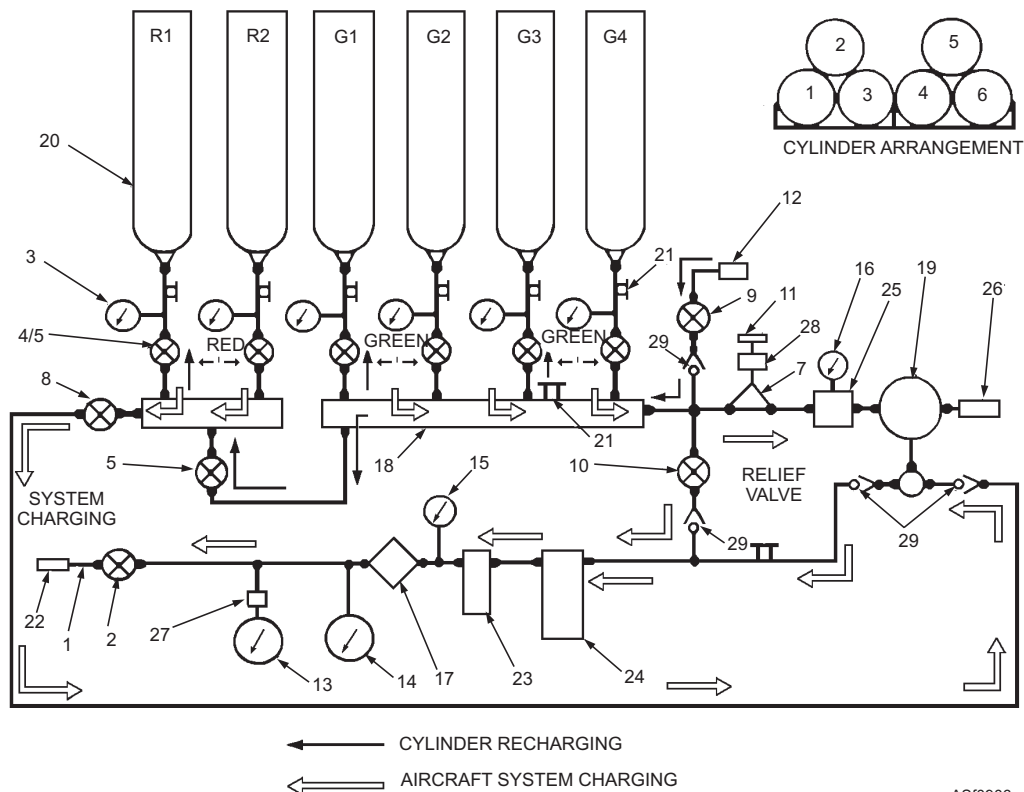 R1 R2 G1 G2 G3 G4
2 5
1 3 4 6
CYLINDER ARRANGEMENT
20
12
3
21
9
11
16
19
25
26
4/5
RED
GREEN
GREEN
29
28
8
7
5
18
21
10
15
RELIEF
VALVE
SYSTEM
CHARGING
29
29
22
1
2
27
13
14
17
23
24
CYLINDER RECHARGING
AIRCRAFT SYSTEM CHARGING